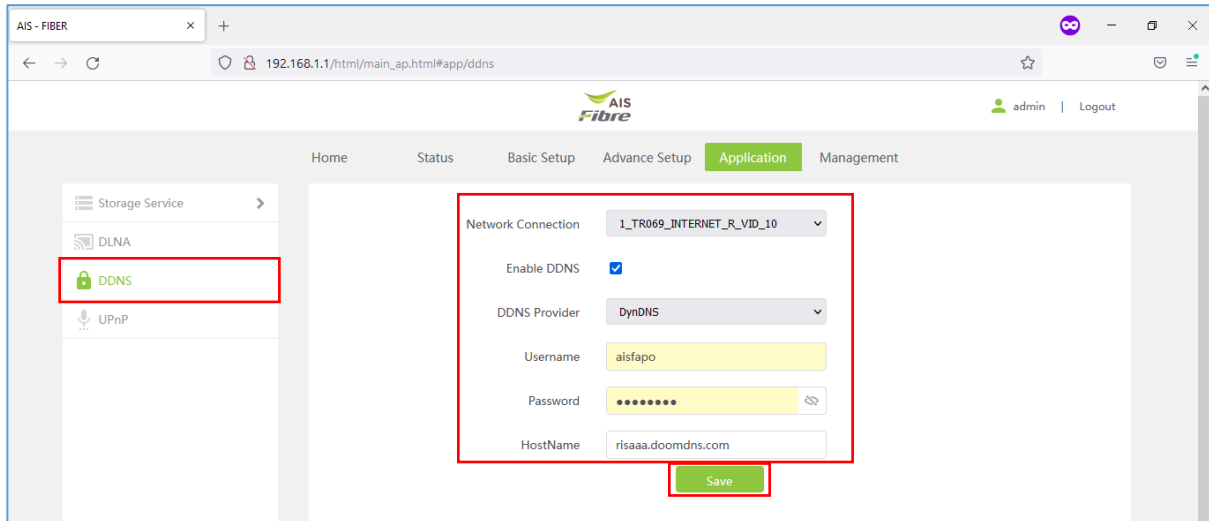 AIS - FIBER
192.168.1.1/html/main_ap.html#app/ddns
AIS
Fibre
admin | Logout
Home Status Basic Setup Advance Setup Application Management
Storage Service
DLNA
DDNS
UPnP
Network Connection 1_TR069_INTERNET_R_VID_10
Enable DDNS
DDNS Provider DynDNS
Username aisfapo
Password ••••••••
HostName risaaa.doomdns.com
Save